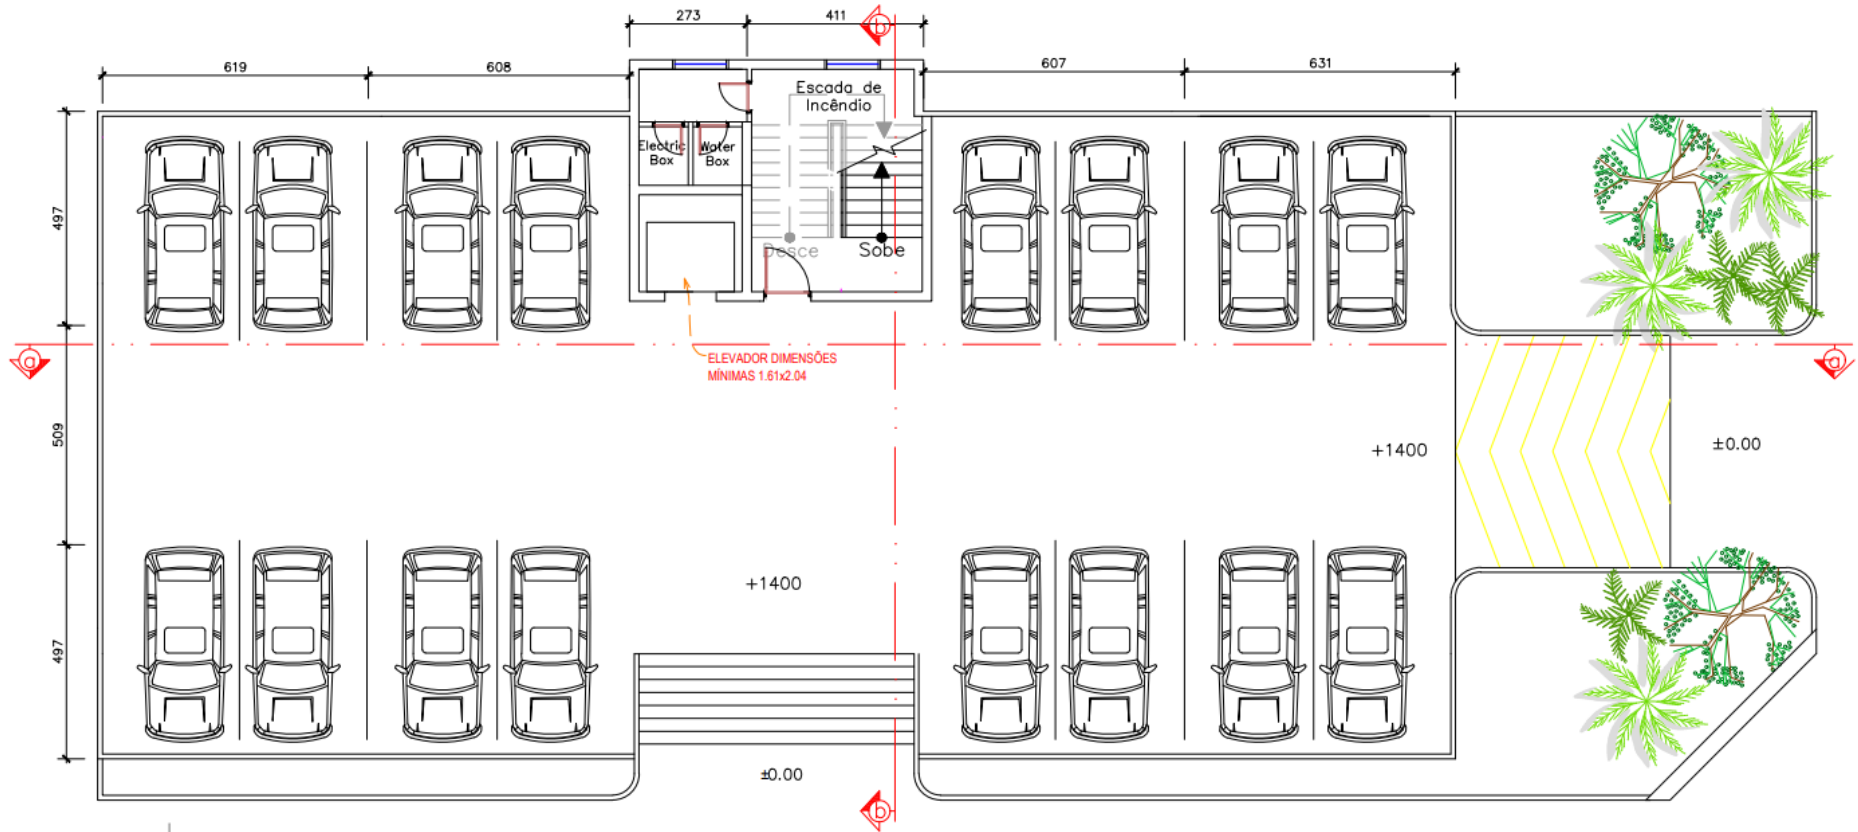 273
411
b
619
608
607
631
Escada de
Incêndio
Electric
Box
Water
Box
497
Desce
Sobe
a
a
ELEVADOR DIMENSÕES
MÍNIMAS 1.61x2.04
509
+1400
±0.00
+1400
497
±0.00
b